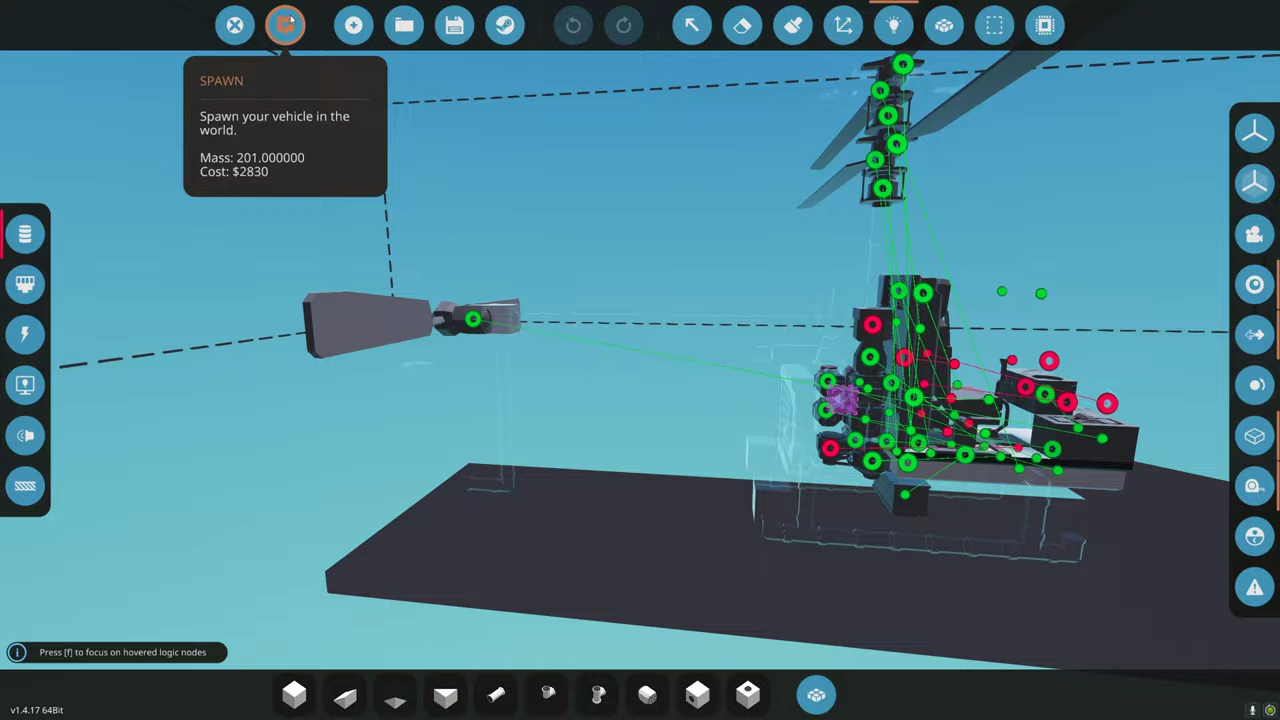 SPAWN
Spawn your vehicle in the
world.
Mass: 201.000000
Cost: $2830
Press [f] to focus on hovered logic nodes
v1.4.17 64Bit